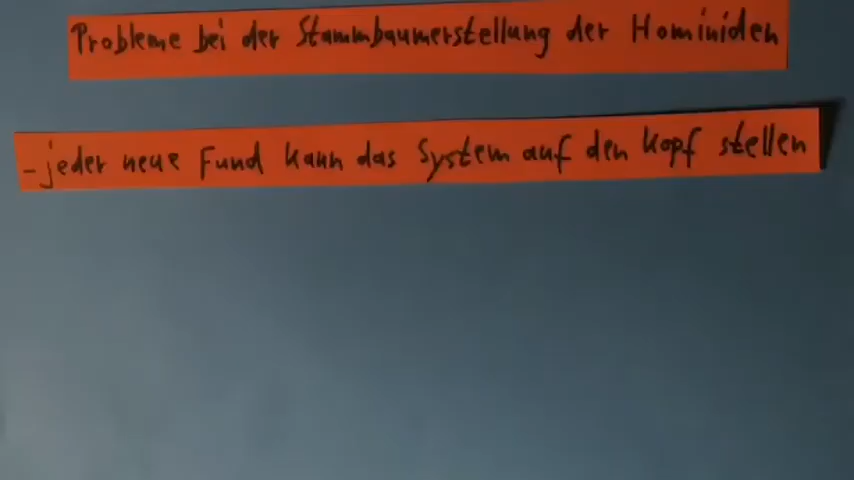 Probleme bei der Stammbaumerstellung der Hominiden
- jeder neue Fund kann das System auf den Kopf stellen